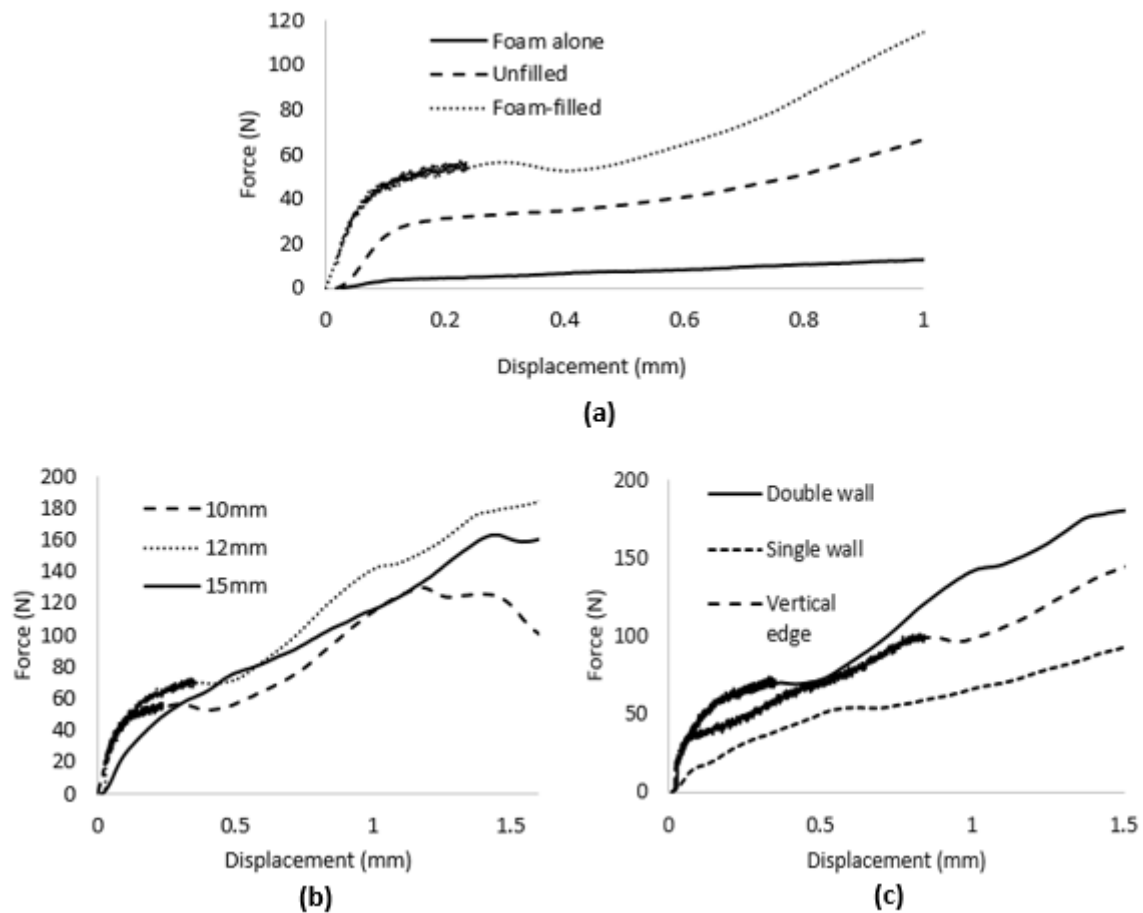 120
100
80
60
40
20
0
Force (N)
Foam alone
Unfilled
Foam-filled
0 0.2 0.4 0.6 0.8 1
Displacement (mm)
(a)
200
180
160
140
120
100
80
60
40
20
0
Force (N)
10mm
12mm
15mm
0 0.5 1 1.5
Displacement (mm)
(b)
200
150
100
50
0
Force (N)
Double wall
Single wall
Vertical
edge
0 0.5 1 1.5
Displacement (mm)
(c)